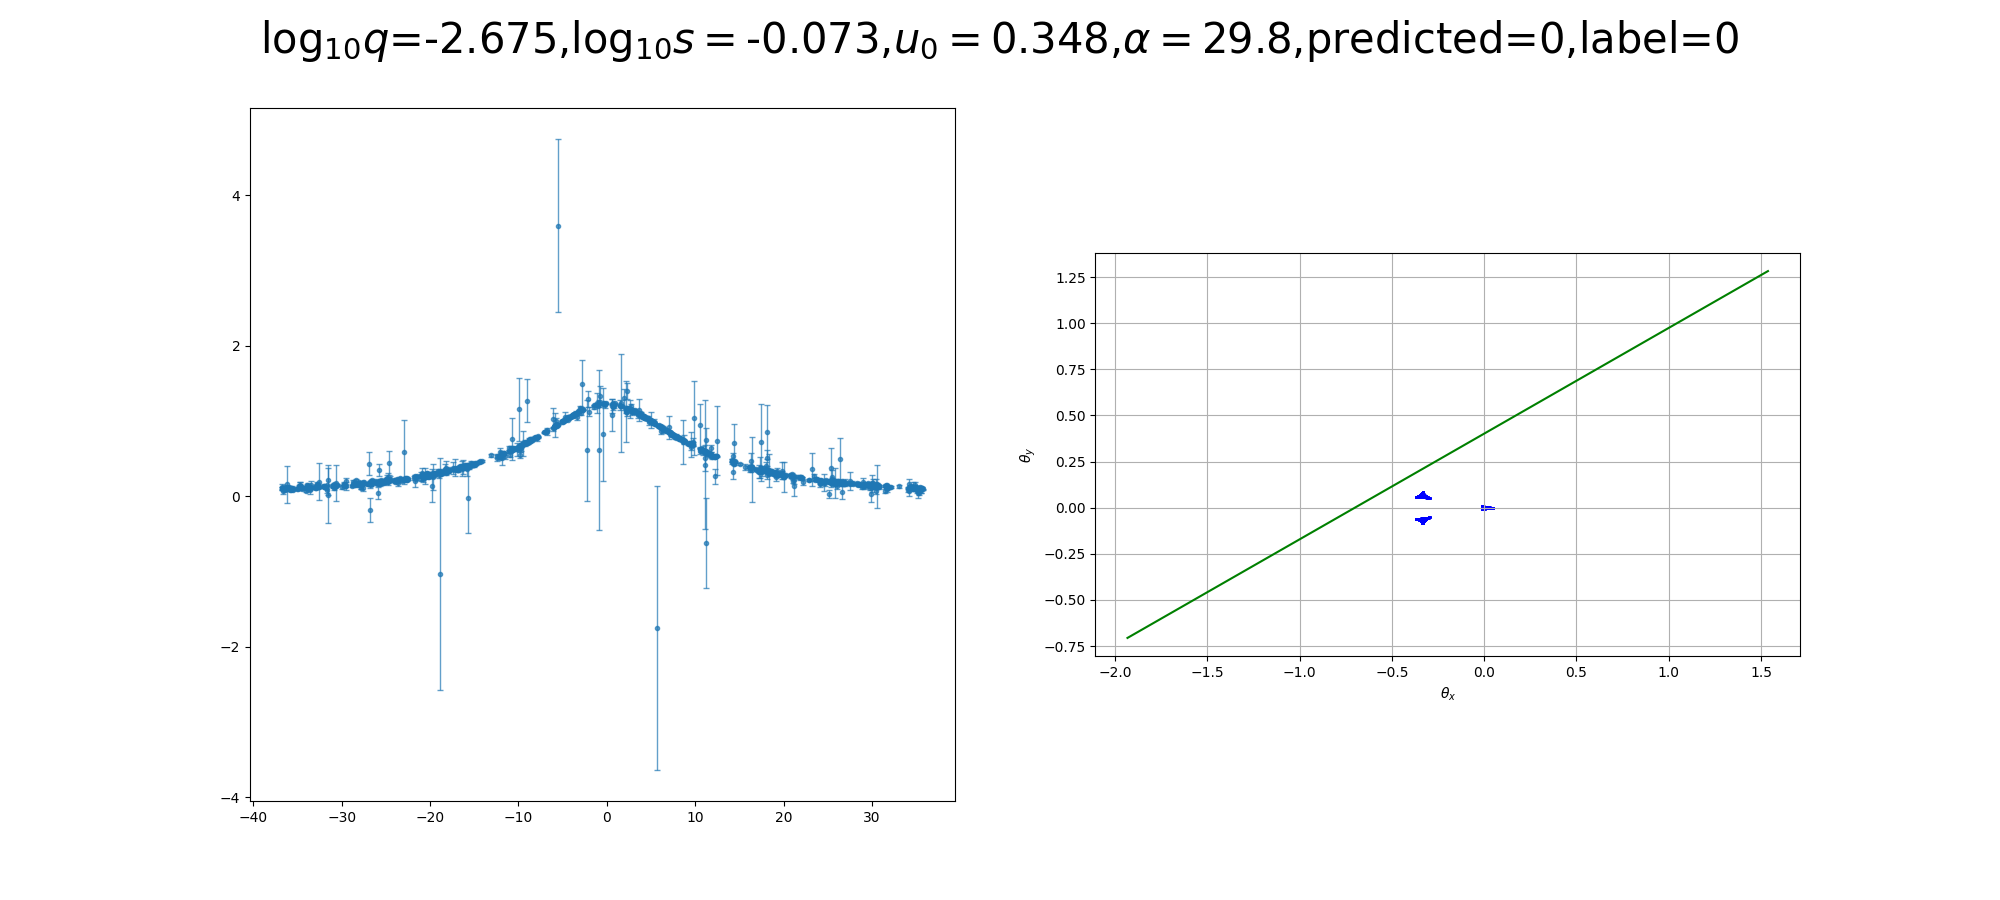 log₁₀q=-2.675,log₁₀s = -0.073,u₀ = 0.348,α = 29.8,predicted=0,label=0
4
2
0
−2
−4
−40 −30 −20 −10 0 10 20 30
1.25
1.00
0.75
0.50
0.25
0.00
−0.25
−0.50
−0.75
θy
−2.0 −1.5 −1.0 −0.5 0.0 0.5 1.0 1.5
θx